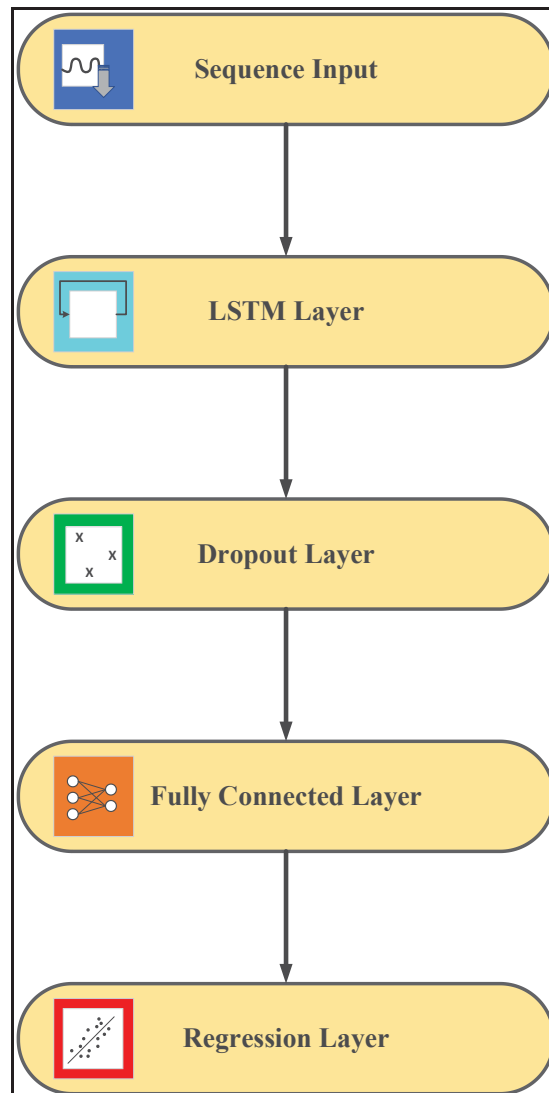 Sequence Input
LSTM Layer
x
x
x
Dropout Layer
Fully Connected Layer
Regression Layer